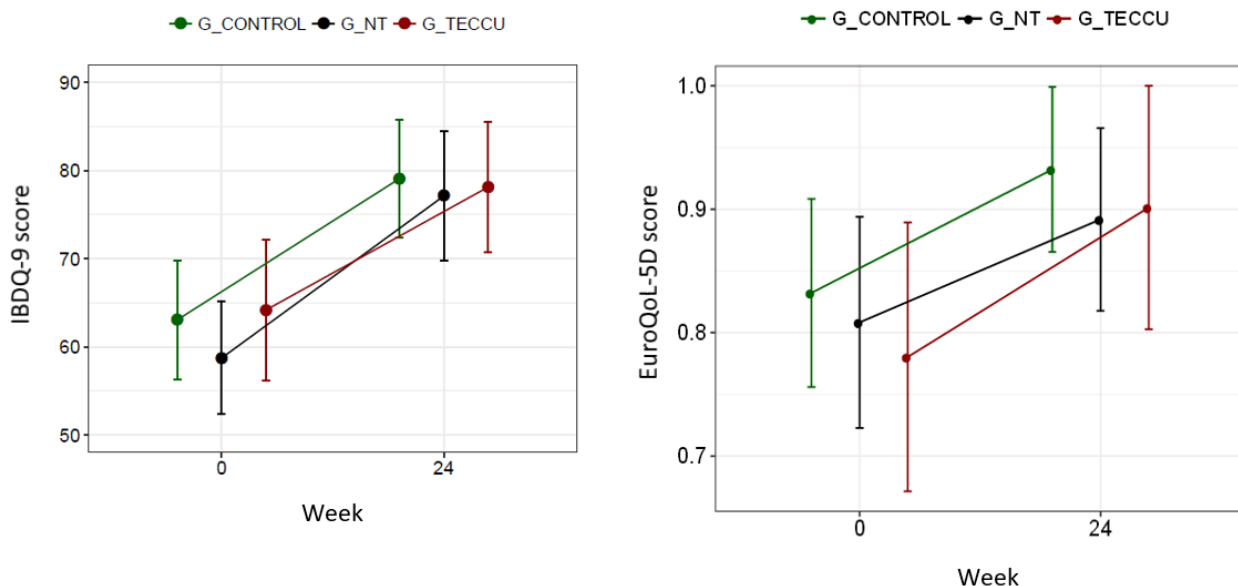 G_CONTROL G_NT G_TECCU
90
80
70
60
50
IBDQ-9 score
0 24
Week
G_CONTROL G_NT G_TECCU
1.0
0.9
0.8
0.7
EuroQoL-5D score
0 24
Week